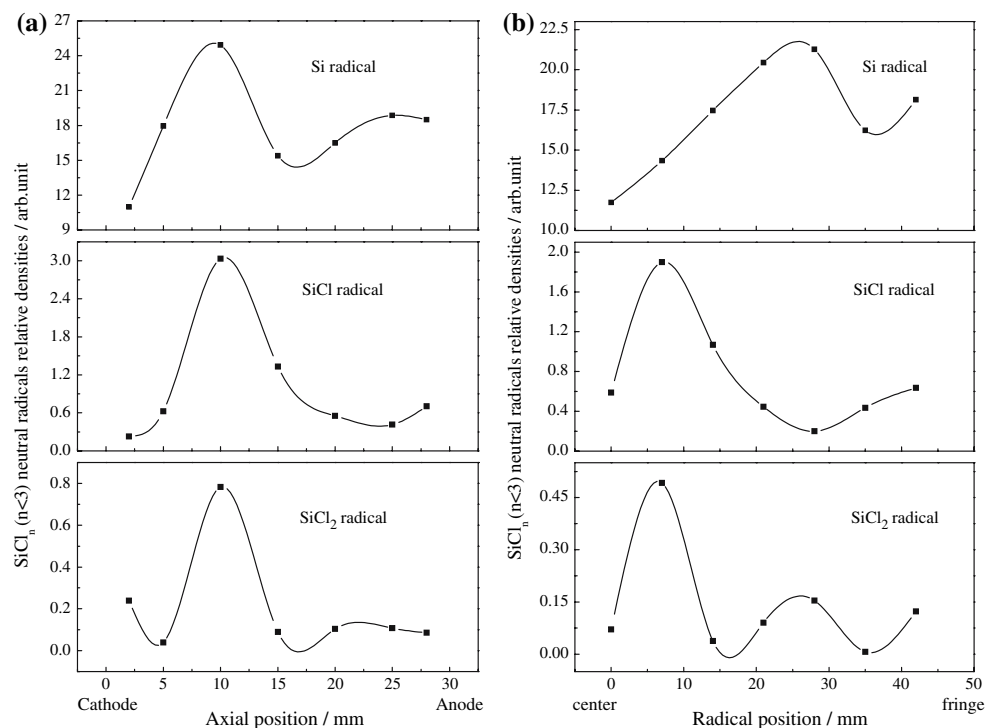 (a)
SiCl_n (n<3) neutral radicals relative densities / arb.unit
27
24
21
18
15
12
9
Si radical
3.0
2.4
1.8
1.2
0.6
0.0
SiCl radical
0.8
0.6
0.4
0.2
0.0
SiCl₂ radical
0 5 10 15 20 25 30
Cathode Anode
Axial position / mm
(b)
SiCl_n (n<3) neutral radicals relative densities / arb.unit
22.5
20.0
17.5
15.0
12.5
10.0
Si radical
2.0
1.6
1.2
0.8
0.4
0.0
SiCl radical
0.45
0.30
0.15
0.00
SiCl₂ radical
0 10 20 30 40 50
center fringe
Radical position / mm